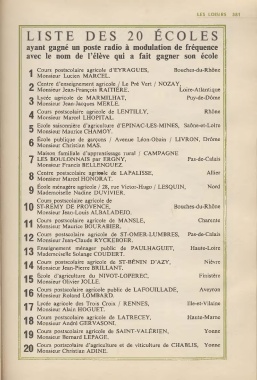 LES LOISIRS
LISTE DES 20 ÉCOLES
ayant gagné un poste radio à modulation de fréquence
avec le nom de l'élève qui a fait gagner son école
1 Cours postscolaire agricole d'EYRAGUES, Bouches-du-Rhône
Monsieur Lucien MARCEL.
2 Centre d'enseignement agricole / Le Pré Vert / NOZAY,
Monsieur Jean-François RAITIÈRE. Loire-Atlantique
3 Lycée agricole de MARMILHAT, Puy-de-Dôme
Monsieur Jean-Jacques MERLE.
4 Cours postscolaire agricole de LENTILLY, Rhône
Monsieur Marcel LHOPITAL.
5 École saisonnière d'agriculture d'ÉPINAC-LES-MINES, Saône-et-Loire
Monsieur Maurice CHAMOY.
6 École publique de garçons / Avenue Léon-Obain / LIVRON, Drôme
Monsieur Christian MAS.
Maison familiale d'apprentissage rural / CAMPAGNE
7 LES BOULONNAIS par ERGNY, Pas-de-Calais
Monsieur Francis BELLENGUEZ.
8 Centre postscolaire agricole de LAPALISSE, Allier
Monsieur Marcel HONORAT.
9 École ménagère agricole / 28, rue Victor-Hugo / LESQUIN, Nord
Mademoiselle Nadine DUVIVIER.
Cours postscolaire agricole de
10 ST-RÉMY DE PROVENCE, Bouches-du-Rhône
Monsieur Jean-Louis ALBALADEJO.
11 Cours postscolaire agricole de MANSLE, Charente
Monsieur Maurice BOURABIER.
12 Cours postscolaire agricole de ST-OMER-LUMBRES, Pas-de-Calais
Monsieur Jean-Claude RYCKEBOER.
13 Enseignement ménager public de PAULHAGUET, Haute-Loire
Mademoiselle Solange COUDERT.
14 Cours postscolaire agricole de ST-BÉNIN D'AZY, Nièvre
Monsieur Jean-Pierre BRILLANT.
15 École d'agriculture du NIVOT-LOPEREC, Finistère
Monsieur Olivier JOLLE.
16 Cours postscolaire agricole public de LAFOUILLADE, Aveyron
Monsieur Roland LOMBARD.
17 Lycée agricole des Trois Croix / RENNES, Ille-et-Vilaine
Monsieur Alain HOGUET.
18 Cours postscolaire agricole de LATRECEY, Haute-Marne
Monsieur André GERVASONI.
19 Cours postscolaire agricole de SAINT-VALÉRIEN, Yonne
Monsieur Bernard LEPAGE.
20 Cours postscolaire d'agriculture et de viticulture de CHABLIS, Yonne
Monsieur Christian ADINE.